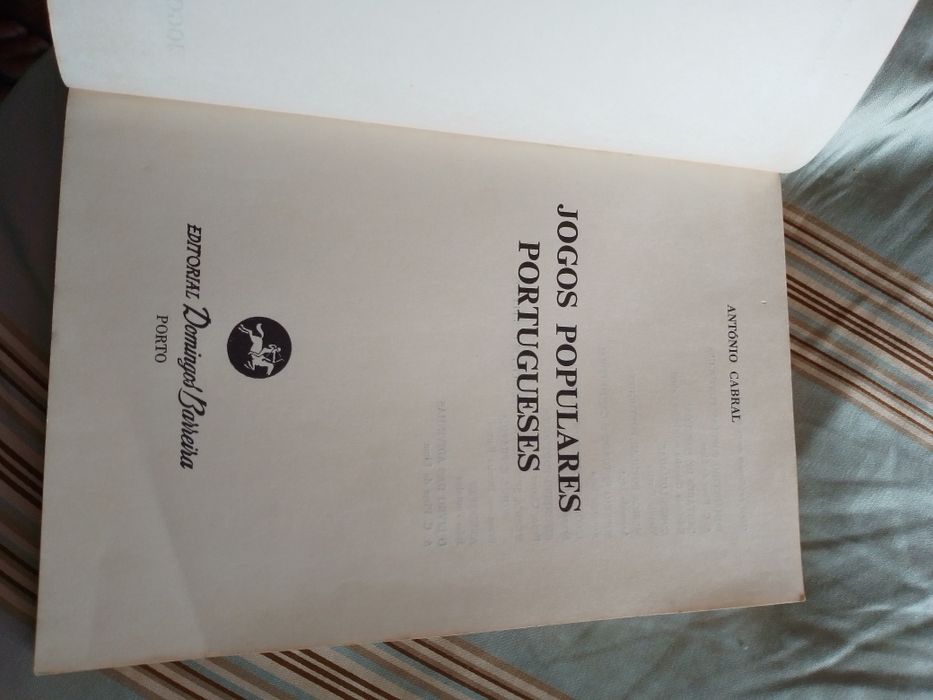 ANTÓNIO CABRAL
JOGOS POPULARES
PORTUGUESES
EDITORIAL Domingos Barreira
PORTO